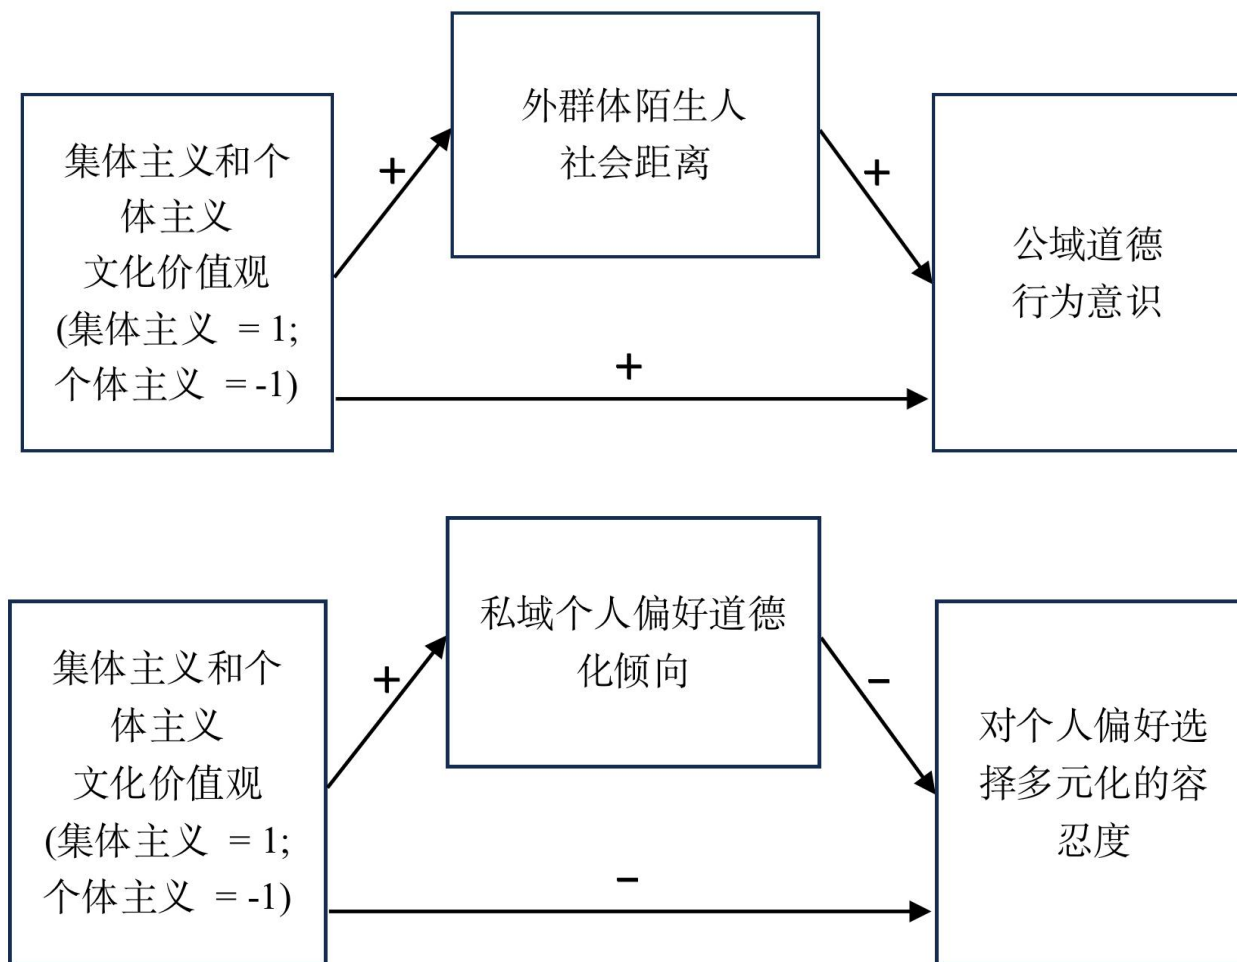 外群体陌生人
社会距离
集体主义和个
体主义
文化价值观
(集体主义 = 1;
个体主义 = -1)
+
+
公域道德
行为意识
+
私域个人偏好道德
化倾向
集体主义和个
体主义
文化价值观
(集体主义 = 1;
个体主义 = -1)
+
-
对个人偏好选
择多元化的容
忍度
-